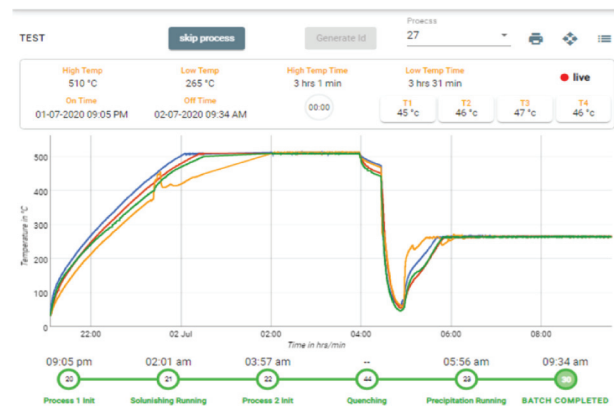 Process
TEST
skip process
Generate Id
27
High Temp
Low Temp
High Temp Time
Low Temp Time
510 °C
265 °C
3 hrs 1 min
3 hrs 31 min
live
On Time
Off Time
00:00
T1
T2
T3
T4
01-07-2020 09:05 PM
02-07-2020 09:34 AM
45 °c
46 °c
47 °c
46 °c
Temperature in °C
500
400
300
200
100
0
22:00
02 Jul
02:00
04:00
06:00
08:00
Time in hrs/min
09:05 pm
02:01 am
03:57 am
--
05:56 am
09:34 am
20
21
22
44
29
30
Process 1 Init
Solunishing Running
Process 2 Init
Quenching
Precipitation Running
BATCH COMPLETED